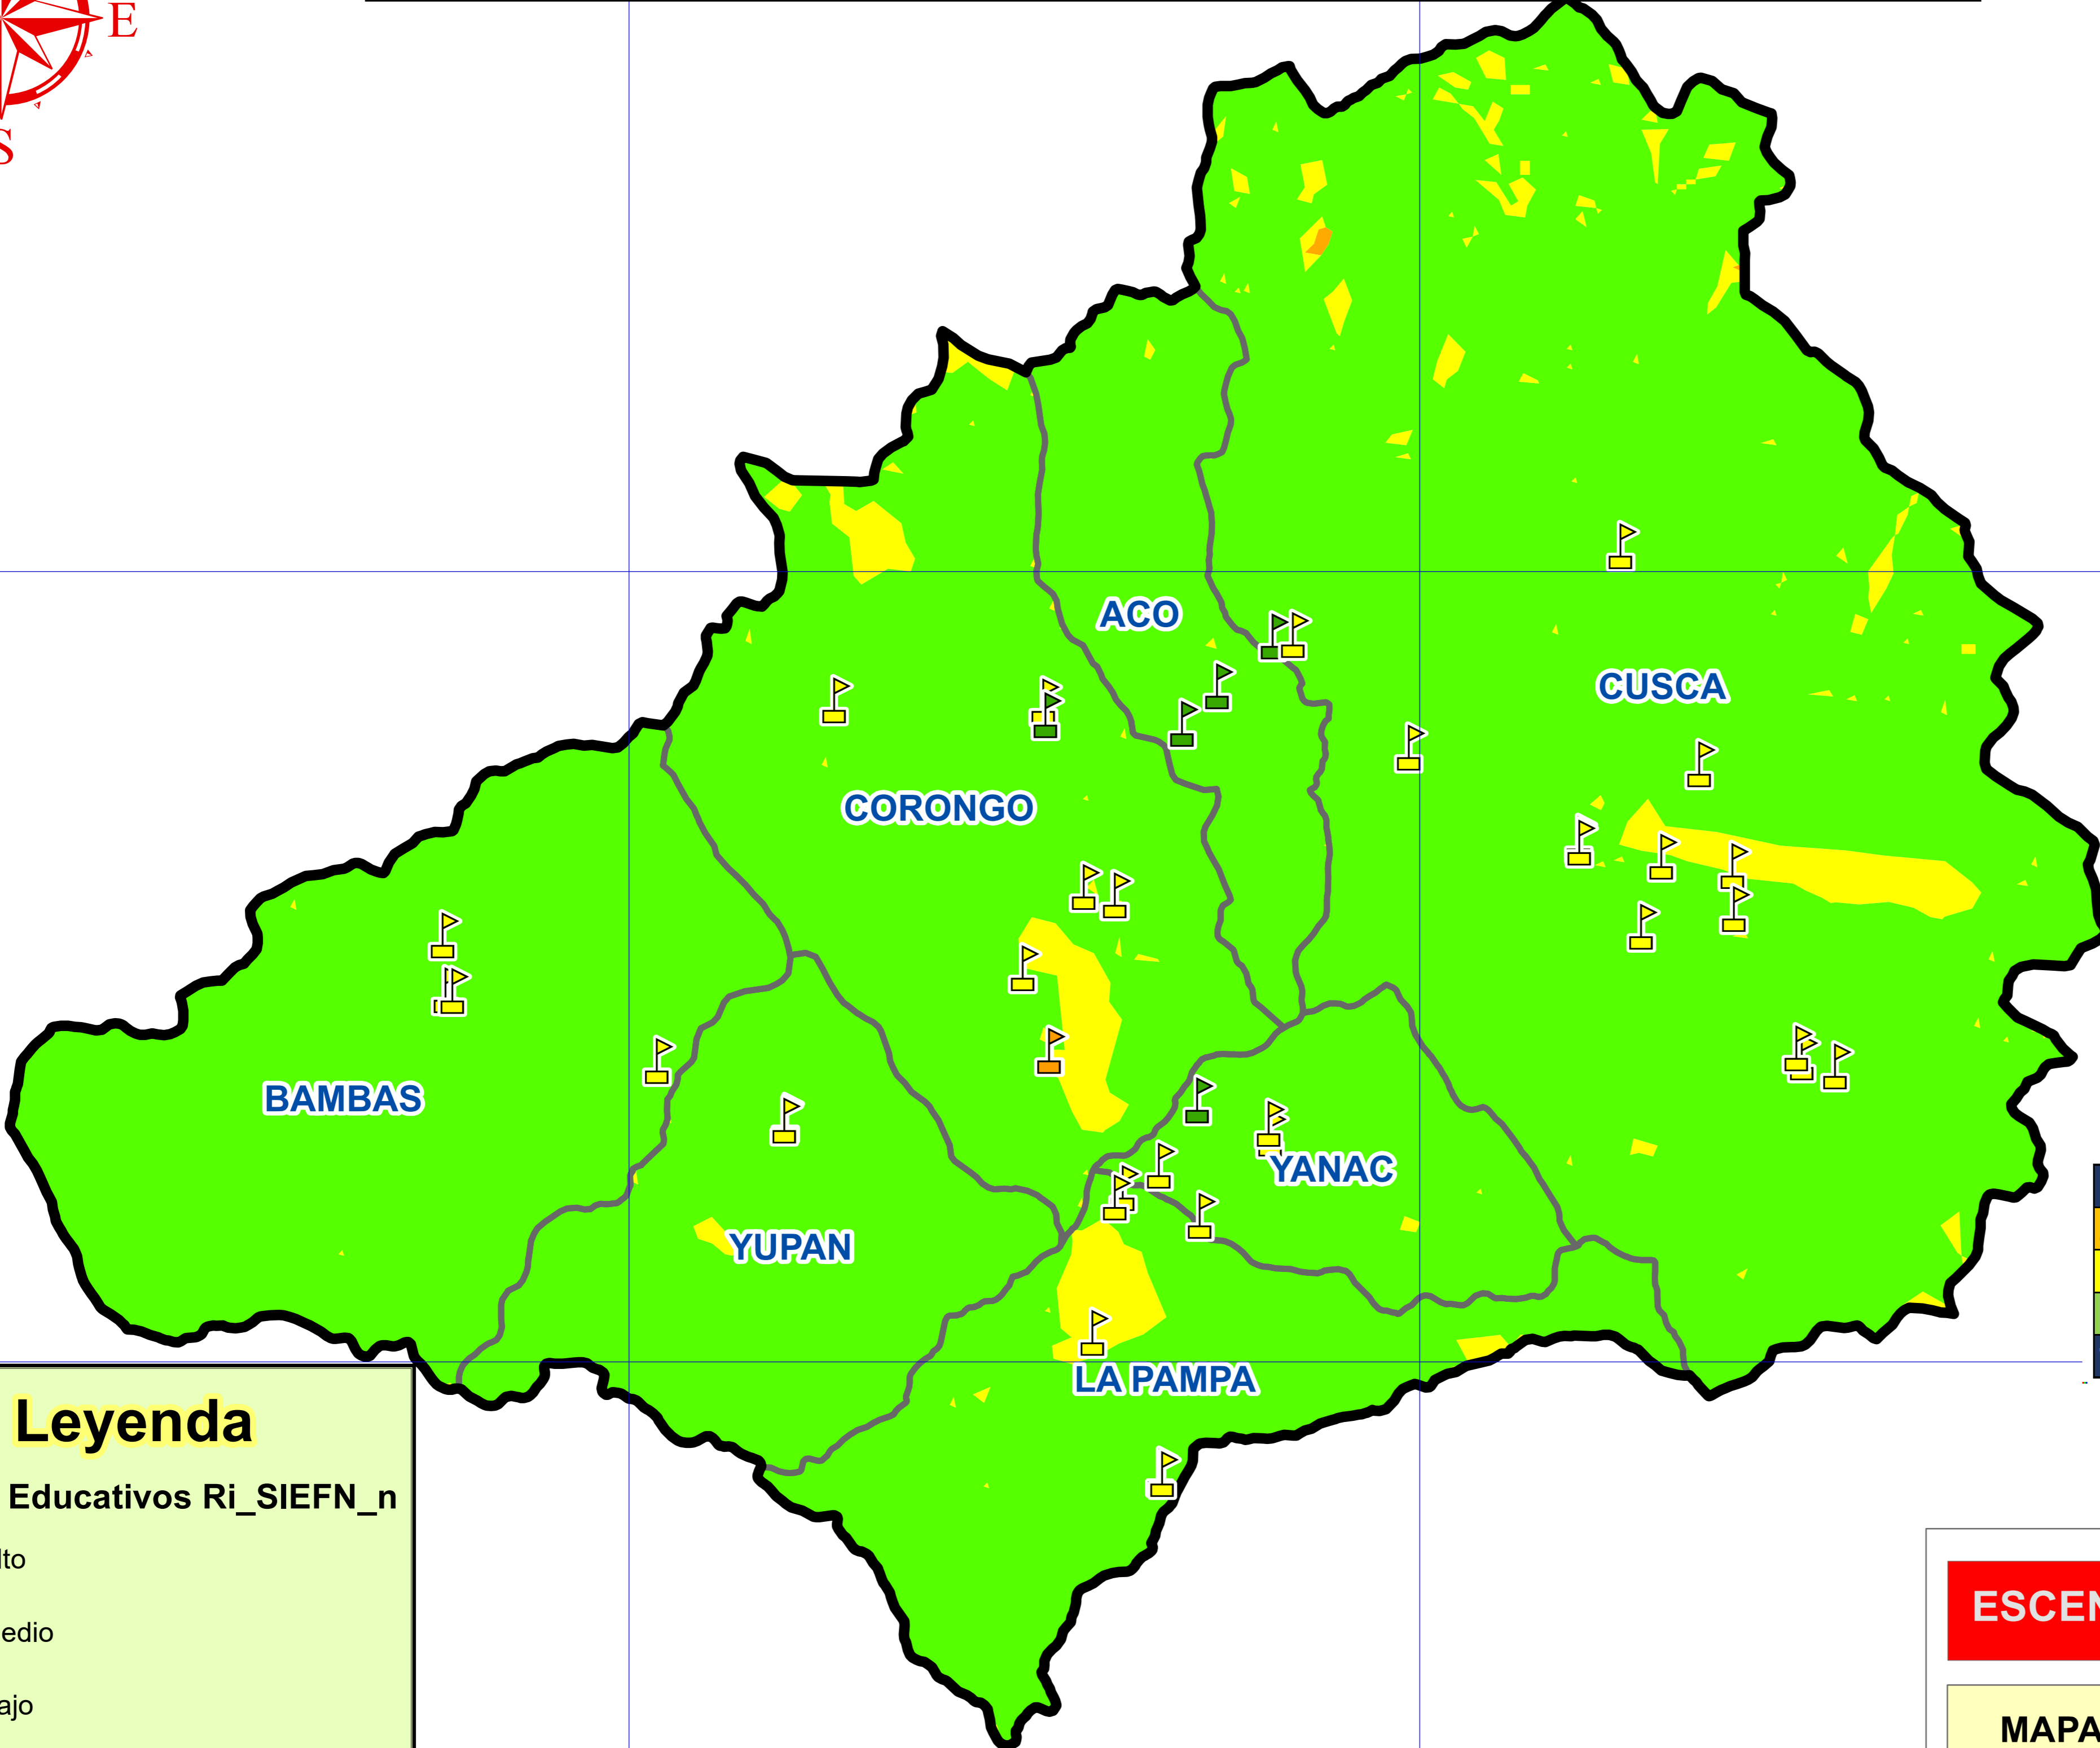 E
S
ACO
CUSCA
CORONGO
BAMBAS
YANAC
YUPAN
LA PAMPA
Leyenda
Educativos Ri_SIEFN_n
lto
edio
ajo
ESCEN
MAPA